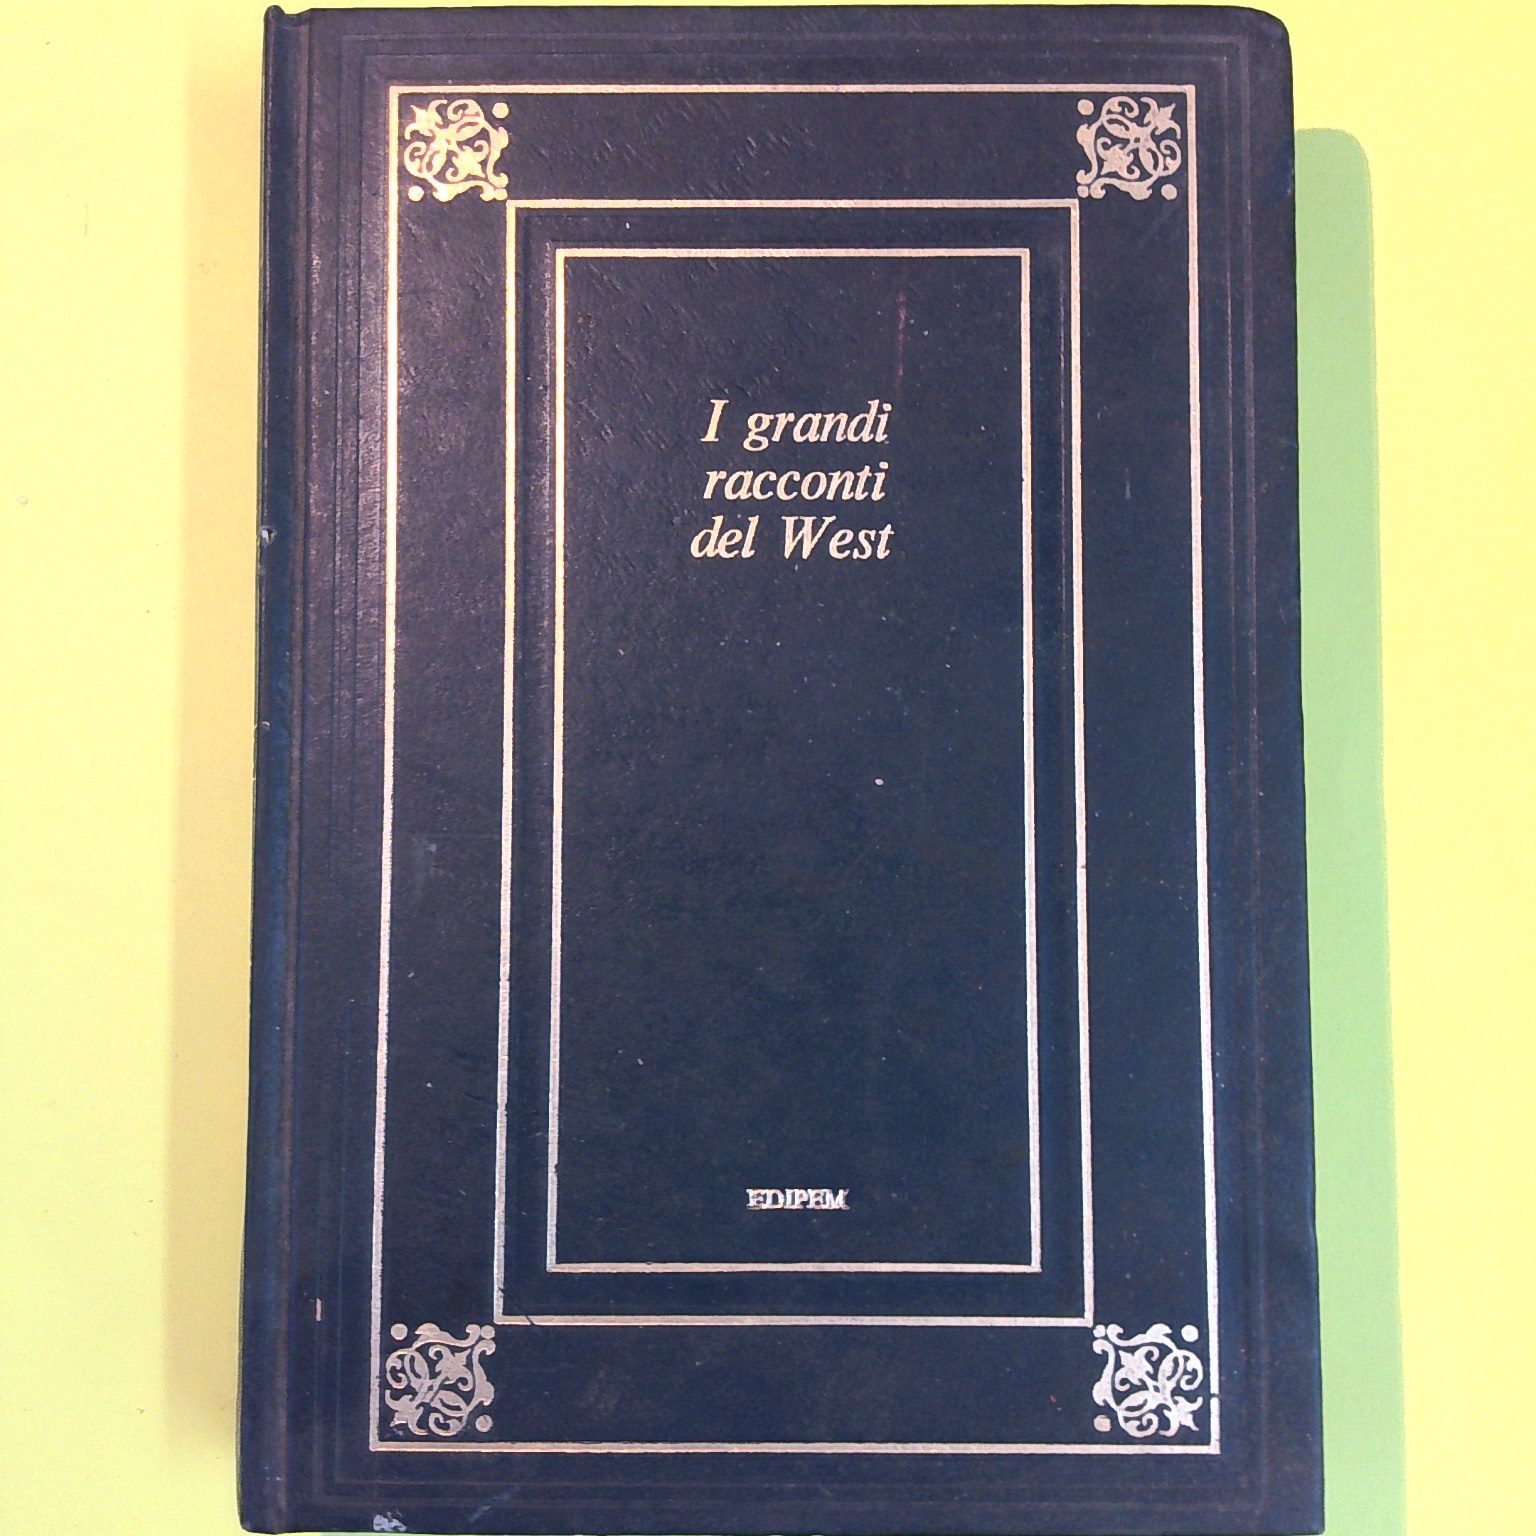 I grandi
racconti
del West
EDIPEM